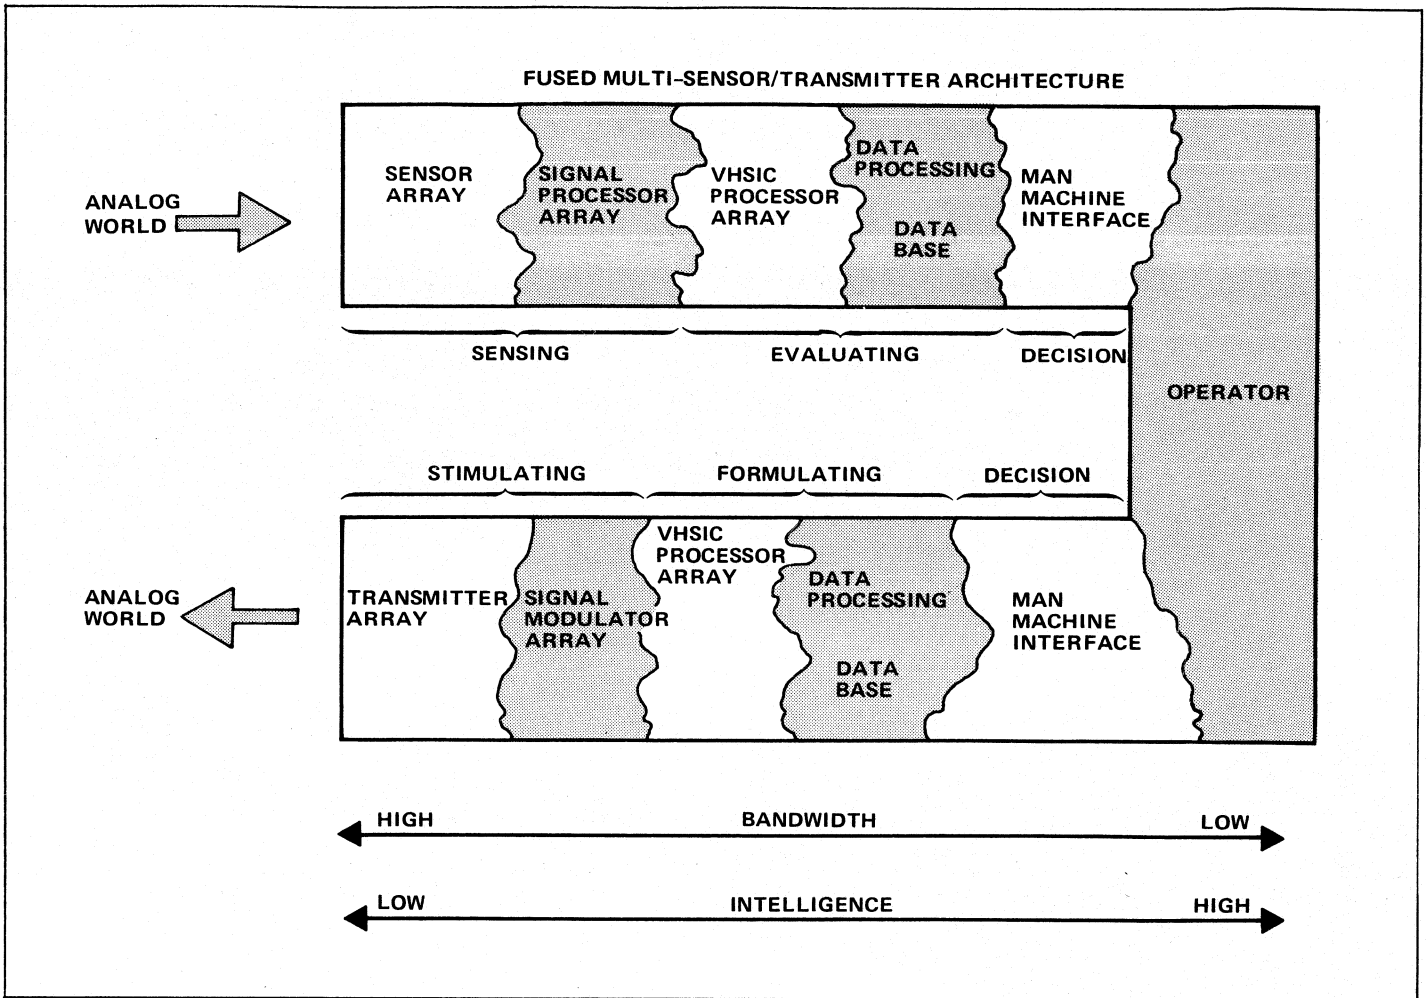 FUSED MULTI-SENSOR/TRANSMITTER ARCHITECTURE
ANALOG
WORLD
SENSOR
ARRAY
SIGNAL
PROCESSOR
ARRAY
VHSIC
PROCESSOR
ARRAY
DATA
PROCESSING
DATA
BASE
MAN
MACHINE
INTERFACE
SENSING
EVALUATING
DECISION
OPERATOR
STIMULATING
FORMULATING
DECISION
ANALOG
WORLD
TRANSMITTER
ARRAY
SIGNAL
MODULATOR
ARRAY
VHSIC
PROCESSOR
ARRAY
DATA
PROCESSING
DATA
BASE
MAN
MACHINE
INTERFACE
HIGH BANDWIDTH LOW
LOW INTELLIGENCE HIGH